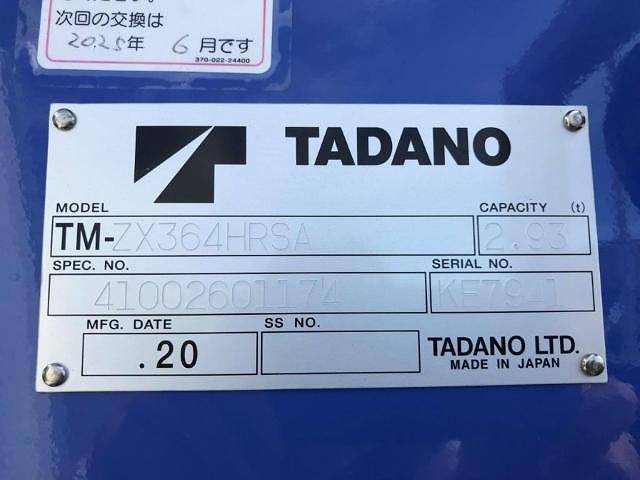 次回の交換は
2025年 6月です
370-022-24400
TADANO
MODEL
CAPACITY (t)
TM-ZX364HRSA
2.93
SPEC. NO.
SERIAL NO.
41002601174
MFG. DATE
SS NO.
.20
TADANO LTD.
MADE IN JAPAN